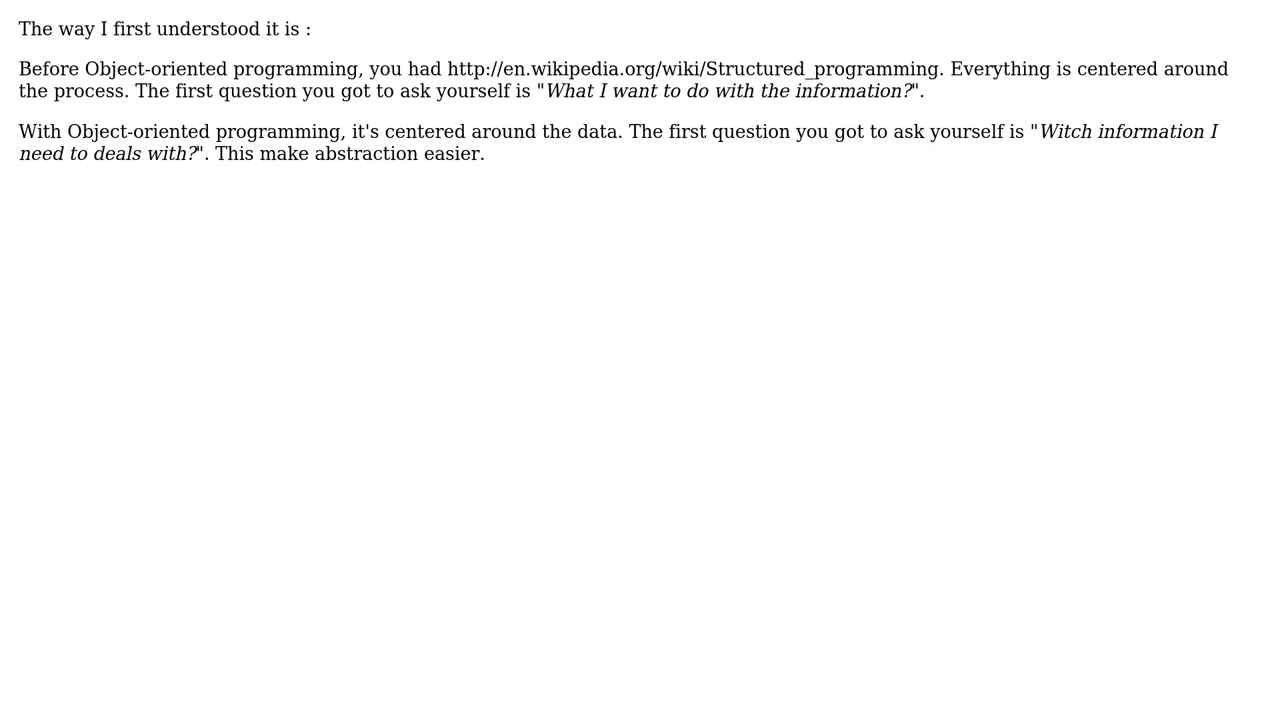 The way I first understood it is :
Before Object-oriented programming, you had http://en.wikipedia.org/wiki/Structured_programming. Everything is centered around
the process. The first question you got to ask yourself is "What I want to do with the information?".
With Object-oriented programming, it's centered around the data. The first question you got to ask yourself is "Witch information I
need to deals with?". This make abstraction easier.